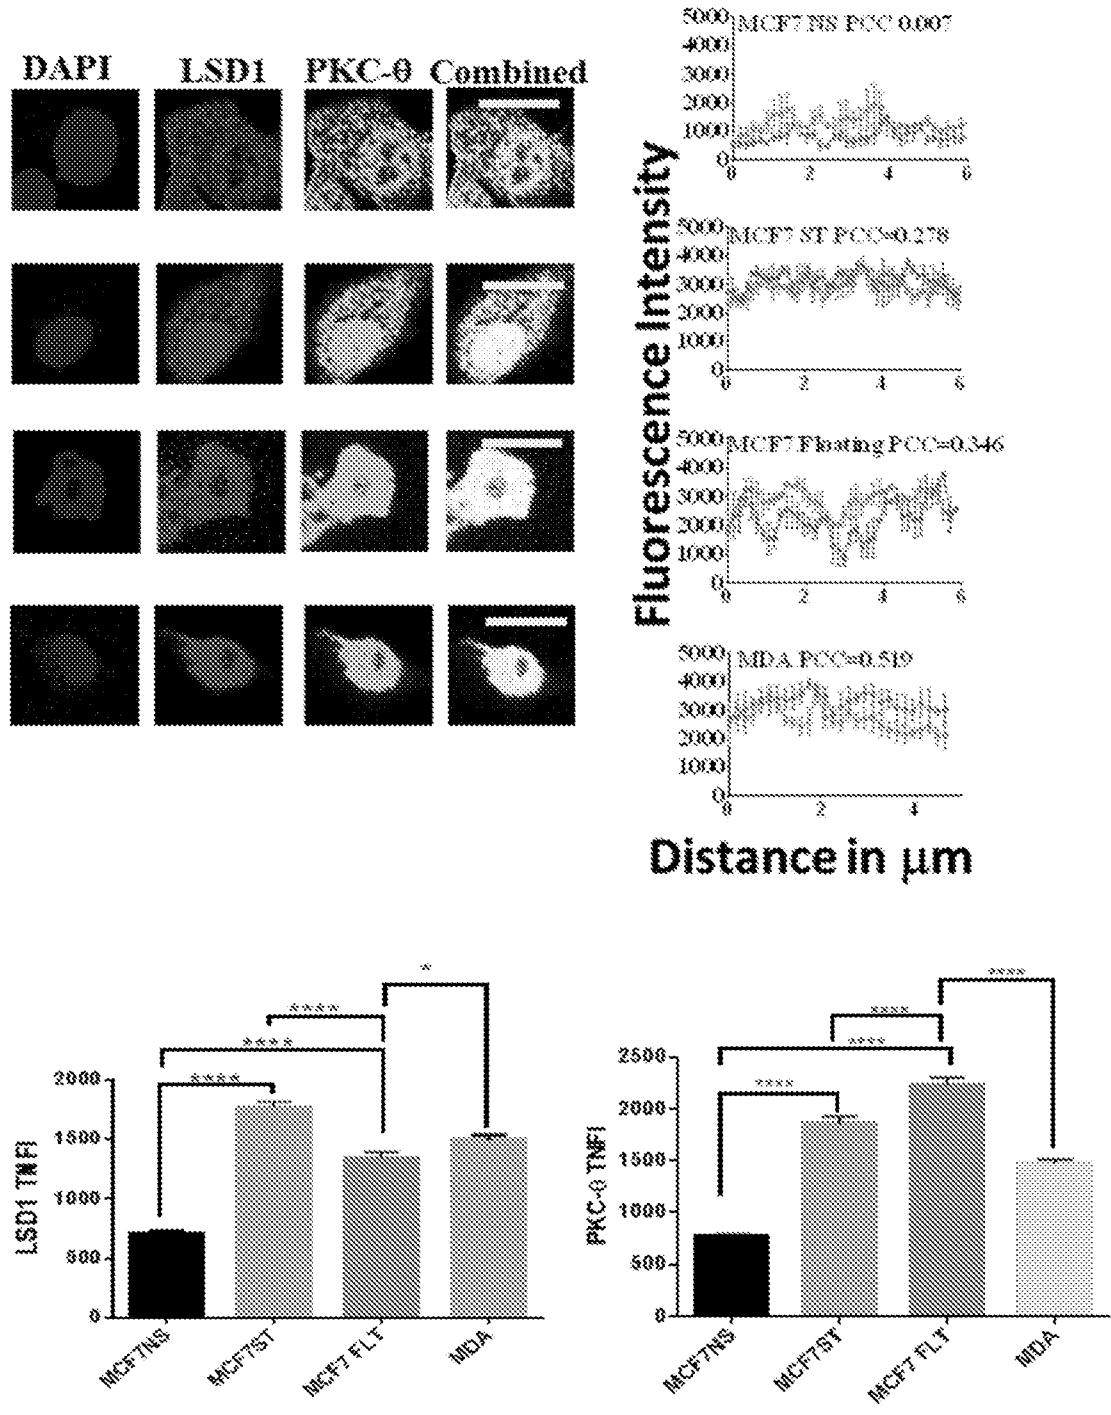 DAPI LSD1 PKC-θ Combined
Fluorescence Intensity
5000 MCF7 NS PCC 0.007
4000
3000
2000
1000
0
0 2 4 6
5000 MCF7 ST PCC=0.278
4000
3000
2000
1000
0
0 2 4 6
5000 MCF7 Floating PCC=0.346
4000
3000
2000
1000
0
0 2 4 6
5000 MDA PCC=0.519
4000
3000
2000
1000
0
0 2 4
Distance in μm
*
****
****
****
LSD1 TNFI
2000
1500
1000
500
0
MCF7NS MCF7ST MCF7 FLT MDA
****
****
****
****
PKC-θ TNFI
2500
2000
1500
1000
500
0
MCF7NS MCF7ST MCF7 FLT MDA